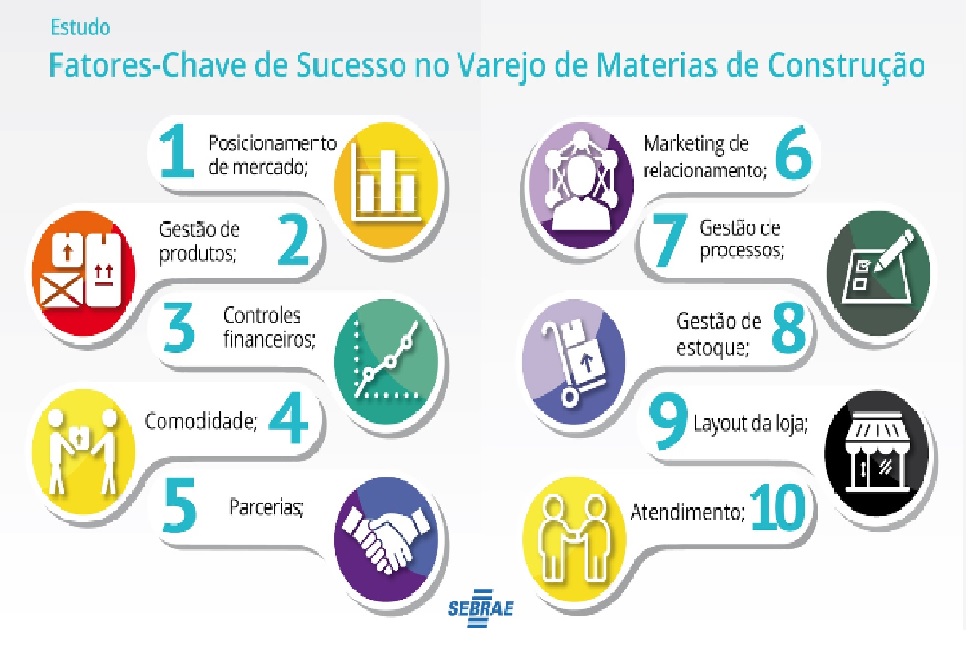 Estudo
Fatores-Chave de Sucesso no Varejo de Materias de Construção
1
Posicionamento
de mercado;
Gestão de
produtos;
2
3
Controles
financeiros;
Comodidade;
4
5
Parcerias;
Marketing de
relacionamento;
6
7
Gestão de
processos;
Gestão de
estoque;
8
9
Layout da loja;
Atendimento;
10
SEBRAE